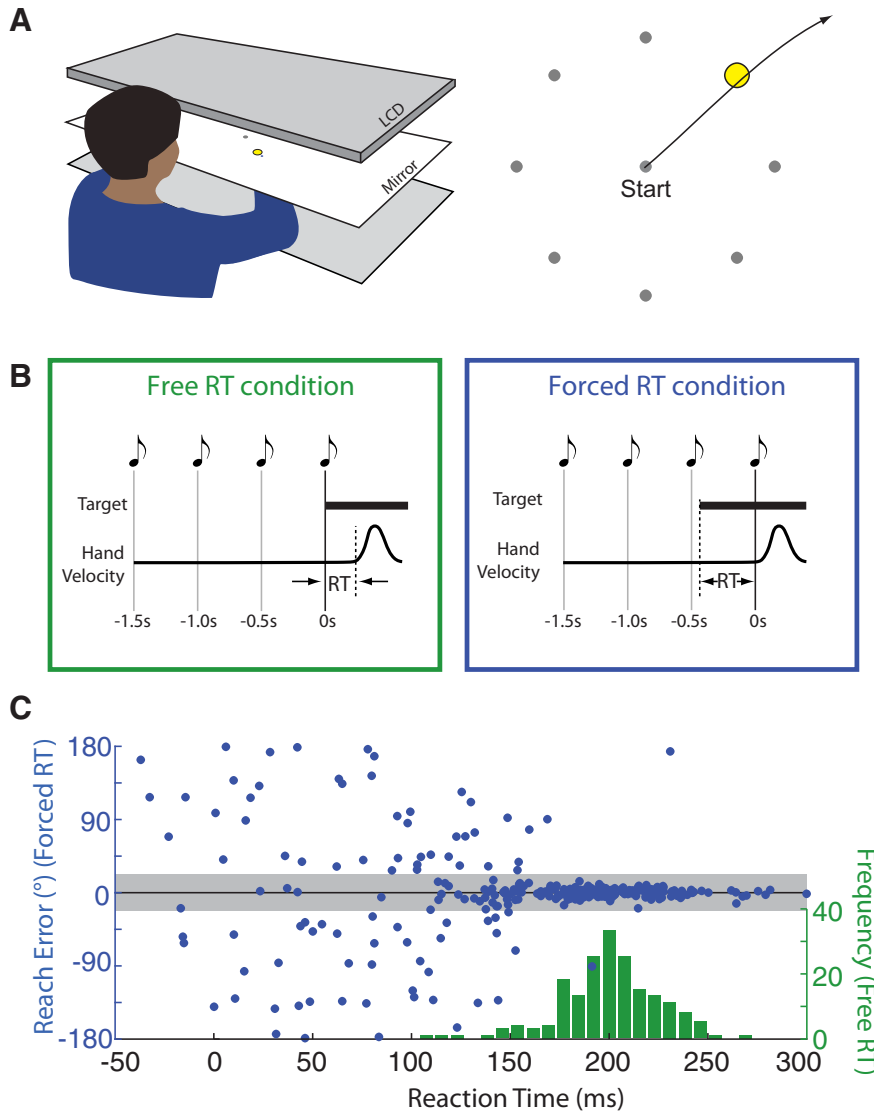 A
LCD
Mirror
Start
B
Free RT condition
Target
Hand
Velocity
RT
-1.5s -1.0s -0.5s 0s
Forced RT condition
Target
Hand
Velocity
RT
-1.5s -1.0s -0.5s 0s
C
Reach Error (°) (Forced RT)
180
90
0
-90
-180
Frequency (Free RT)
40
20
0
-50 0 50 100 150 200 250 300
Reaction Time (ms)